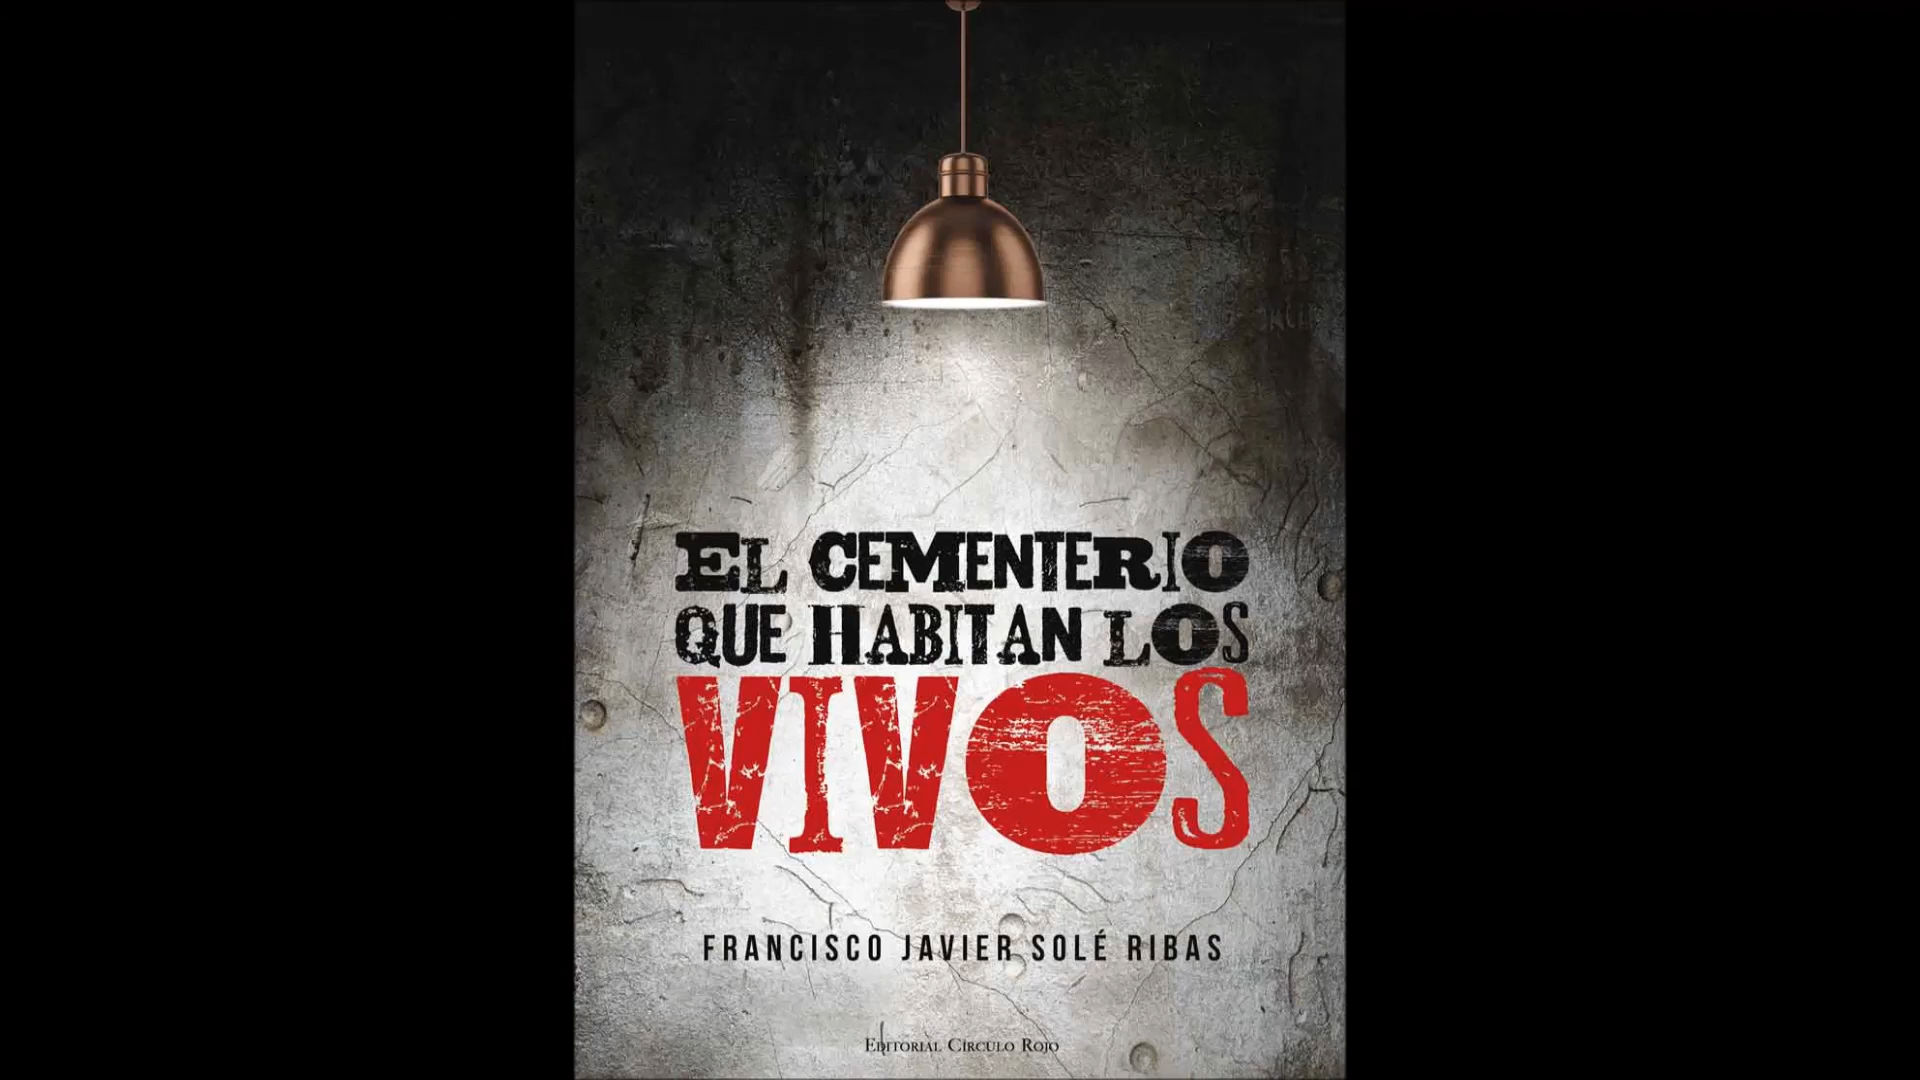 EL CEMENTERIO
QUE HABITAN LOS
VIVOS
FRANCISCO JAVIER SOLÉ RIBAS
EDITORIAL CÍRCULO ROJO